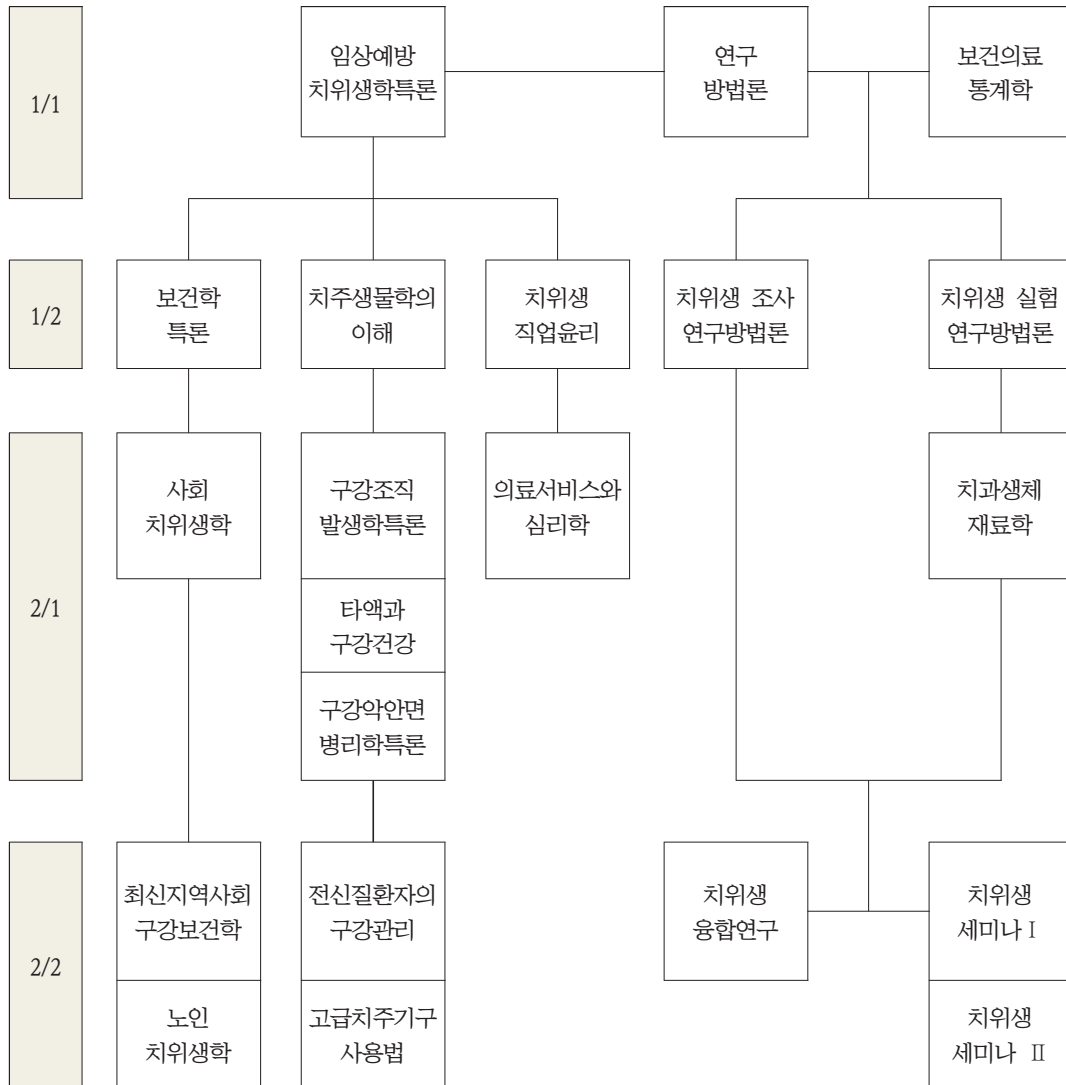 1/1
임상예방
치위생학특론
연구
방법론
보건의료
통계학
1/2
보건학
특론
치주생물학의
이해
치위생
직업윤리
치위생 조사
연구방법론
치위생 실험
연구방법론
2/1
사회
치위생학
구강조직
발생학특론
의료서비스와
심리학
치과생체
재료학
타액과
구강건강
구강악안면
병리학특론
2/2
최신지역사회
구강보건학
전신질환자의
구강관리
치위생
융합연구
치위생
세미나Ⅰ
노인
치위생학
고급치주기구
사용법
치위생
세미나 Ⅱ